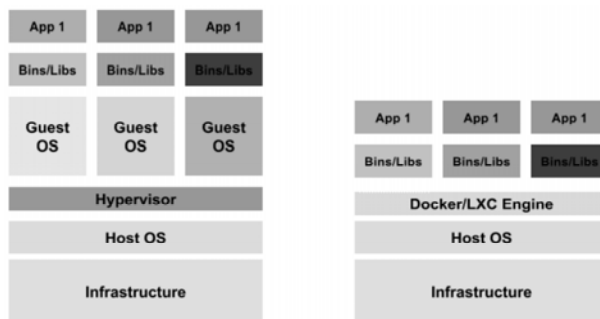 App 1
App 1
App 1
Bins/Libs
Bins/Libs
Bins/Libs
Guest
OS
Guest
OS
Guest
OS
Hypervisor
Host OS
Infrastructure
App 1
App 1
App 1
Bins/Libs
Bins/Libs
Bins/Libs
Docker/LXC Engine
Host OS
Infrastructure